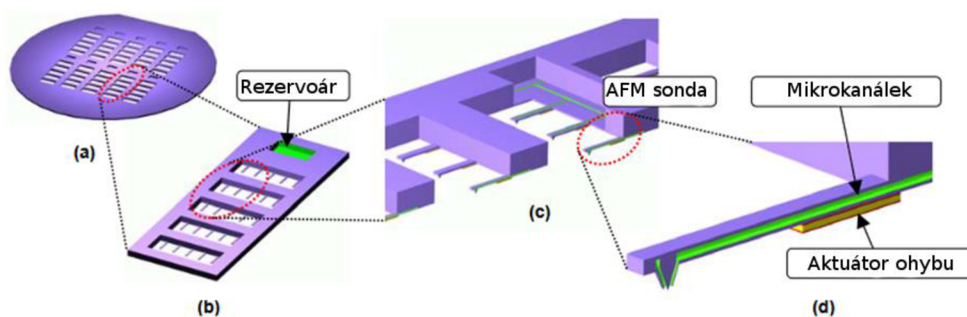 Rezervoár
AFM sonda
Mikrokanálek
(a)
(c)
Aktuátor ohybu
(b)
(d)